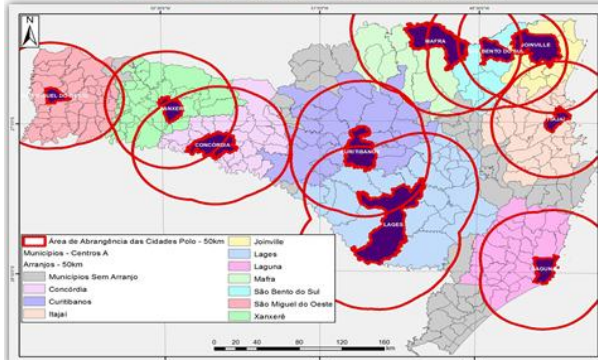 N
MAFRA
BENTO DO SUL
JOINVILLE
XANXERÊ
ITAJAÍ
CONCÓRDIA
CURITIBANOS
LAGES
LAGUNA
Área de Abrangência das Cidades Polo - 50km
Municípios - Centros A
Arranjos - 50km
Municípios Sem Arranjo
Concórdia
Curitibanos
Itajaí
Joinville
Lages
Laguna
Mafra
São Bento do Sul
São Miguel do Oeste
Xanxerê
0 20 40 80 120 160